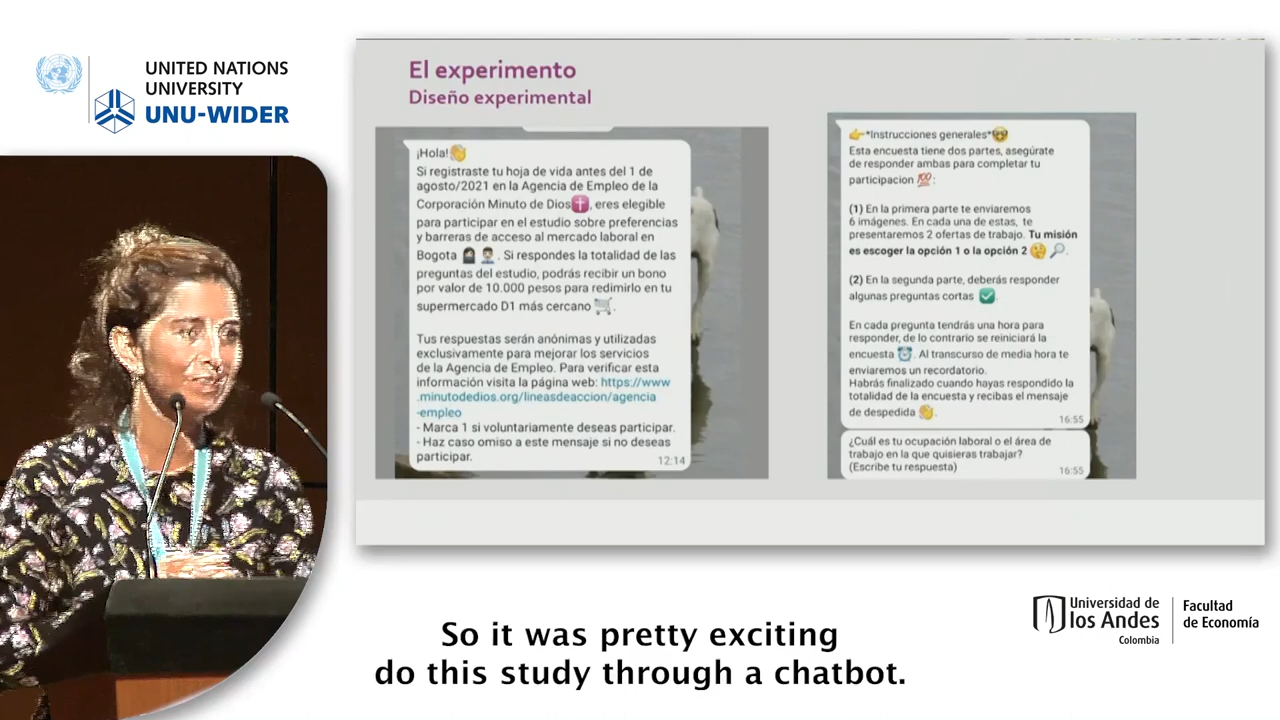 UNITED NATIONS
UNIVERSITY
UNU-WIDER
El experimento
Diseño experimental
¡Hola!
Si registraste tu hoja de vida antes del 1 de
agosto/2021 en la Agencia de Empleo de la
Corporación Minuto de Dios, eres elegible
para participar en el estudio sobre preferencias
y barreras de acceso al mercado laboral en
Bogota. Si respondes la totalidad de las
preguntas del estudio, podrás recibir un bono
por valor de 10.000 pesos para redimirlo en tu
supermercado D1 más cercano.
Tus respuestas serán anónimas y utilizadas
exclusivamente para mejorar los servicios
de la Agencia de Empleo. Para verificar esta
información visita la página web: https://www
.minutodedios.org/lineasdeaccion/agencia
-empleo
- Marca 1 si voluntariamente deseas participar.
- Haz caso omiso a este mensaje si no deseas
participar.
12:14
👉*Instrucciones generales*🤓
Esta encuesta tiene dos partes, asegúrate
de responder ambas para completar tu
participacion 💯:
(1) En la primera parte te enviaremos
6 imágenes. En cada una de estas, te
presentaremos 2 ofertas de trabajo. Tu misión
es escoger la opción 1 o la opción 2 🤔 🔎.
(2) En la segunda parte, deberás responder
algunas preguntas cortas ✅.
En cada pregunta tendrás una hora para
responder, de lo contrario se reiniciará la
encuesta ⏰. Al transcurso de media hora te
enviaremos un recordatorio.
Habrás finalizado cuando hayas respondido la
totalidad de la encuesta y recibas el mensaje
de despedida 👋.
16:55
¿Cuál es tu ocupación laboral o el área de
trabajo en la que quisieras trabajar?
(Escribe tu respuesta)
16:55
So it was pretty exciting
do this study through a chatbot.
Universidad de
los Andes
Colombia
Facultad
de Economía